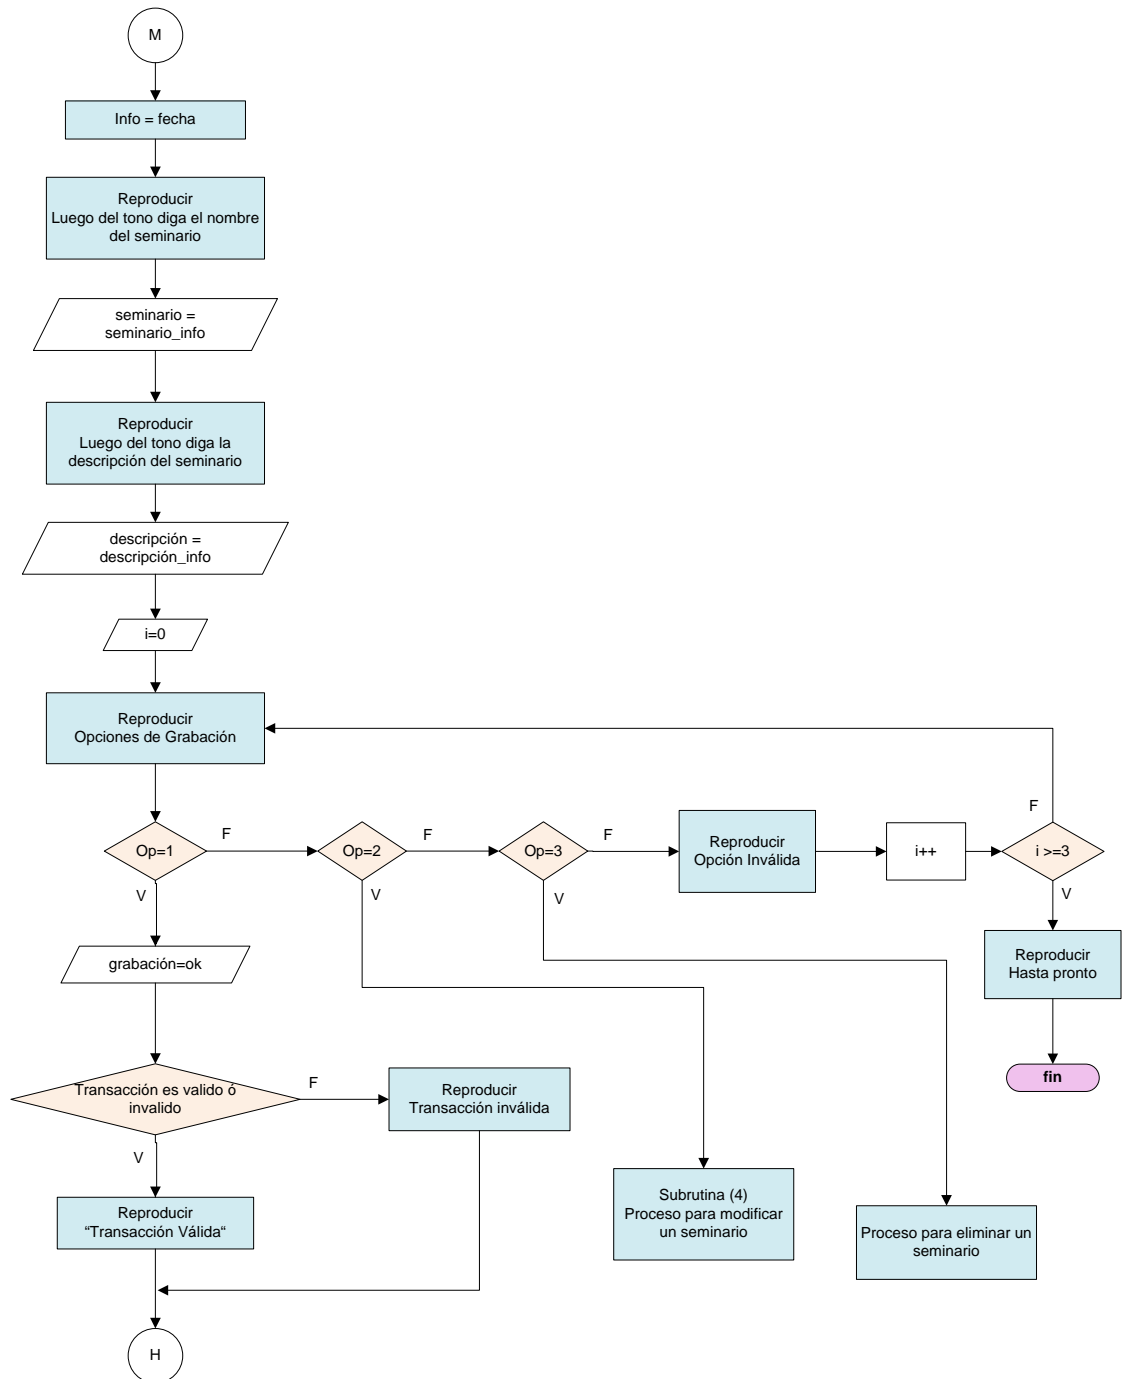 M
Info = fecha
Reproducir
Luego del tono diga el nombre
del seminario
seminario =
seminario_info
Reproducir
Luego del tono diga la
descripción del seminario
descripción =
descripción_info
i=0
Reproducir
Opciones de Grabación
Op=1
F
Op=2
F
Op=3
F
Reproducir
Opción Inválida
i++
i >=3
F
V
V
V
V
grabación=ok
Reproducir
Hasta pronto
fin
Transacción es valido ó
invalido
F
Reproducir
Transacción inválida
V
Reproducir
“Transacción Válida“
Subrutina (4)
Proceso para modificar
un seminario
Proceso para eliminar un
seminario
H